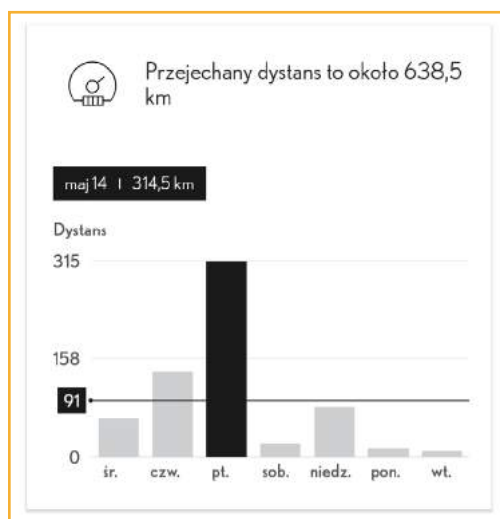 Przejechany dystans to około 638,5
km
maj 14 | 314,5 km
Dystans
315
158
91
0
śr. czw. pt. sob. niedz. pon. wt.